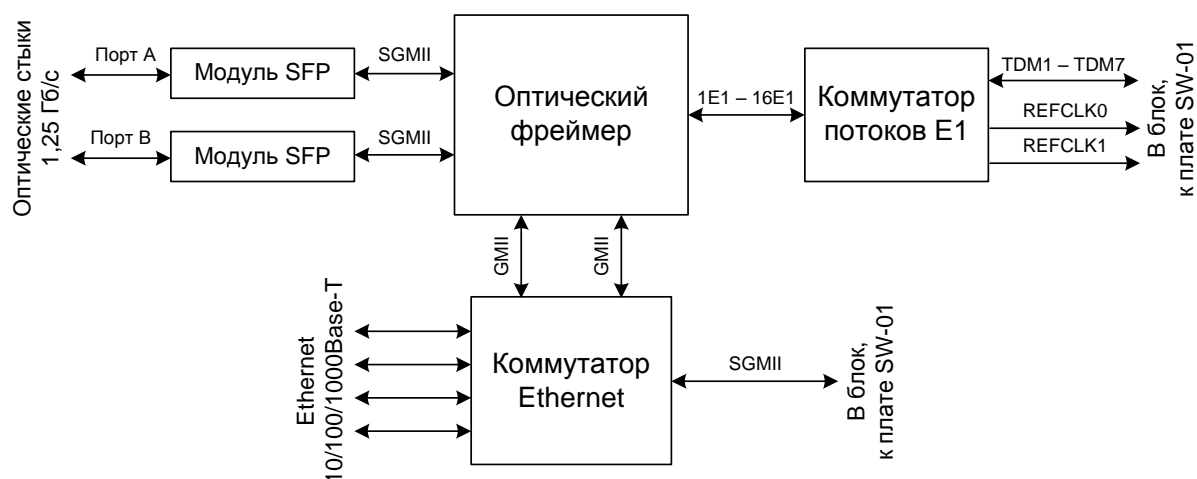 Оптические стыки
1,25 Гб/с
Порт А
Модуль SFP
SGMII
Порт В
Модуль SFP
SGMII
Оптический
фреймер
1E1 – 16E1
Коммутатор
потоков Е1
TDM1 – TDM7
REFCLK0
REFCLK1
В блок,
к плате SW-01
GMII
GMII
Ethernet
10/100/1000Base-T
Коммутатор
Ethernet
SGMII
В блок,
к плате SW-01